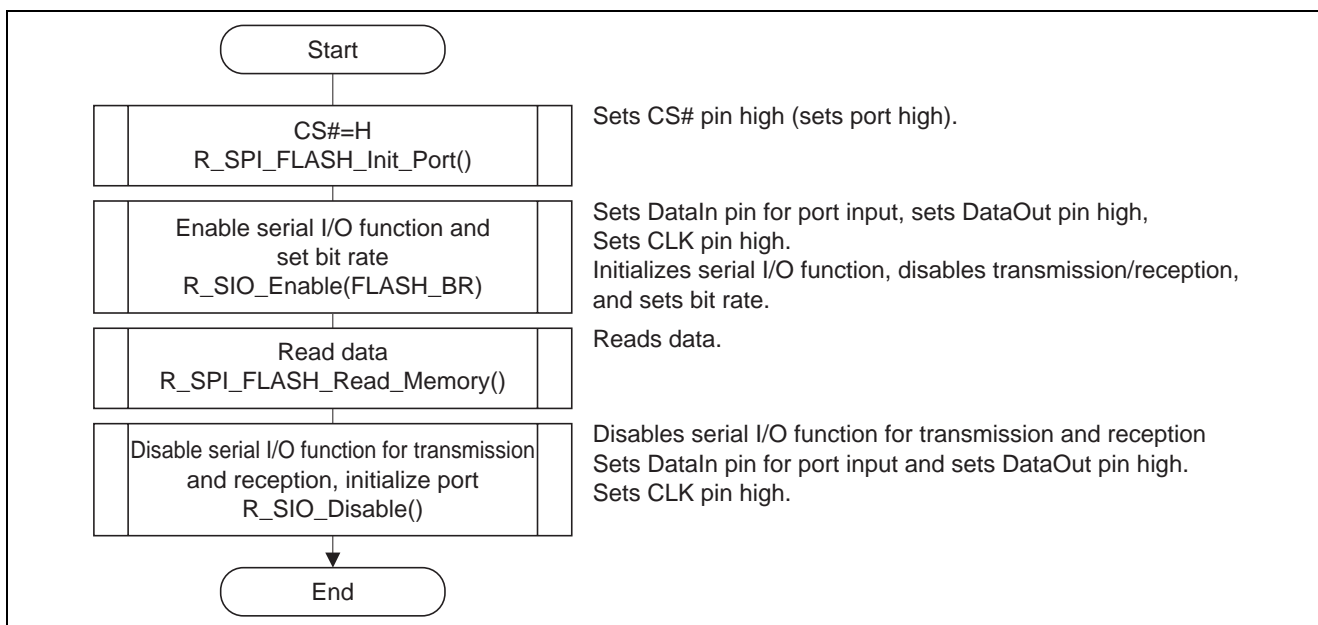 Start
CS#=H
R_SPI_FLASH_Init_Port()
Sets CS# pin high (sets port high).
Enable serial I/O function and
set bit rate
R_SIO_Enable(FLASH_BR)
Sets DataIn pin for port input, sets DataOut pin high,
Sets CLK pin high.
Initializes serial I/O function, disables transmission/reception,
and sets bit rate.
Read data
R_SPI_FLASH_Read_Memory()
Reads data.
Disable serial I/O function for transmission
and reception, initialize port
R_SIO_Disable()
Disables serial I/O function for transmission and reception
Sets DataIn pin for port input and sets DataOut pin high.
Sets CLK pin high.
End